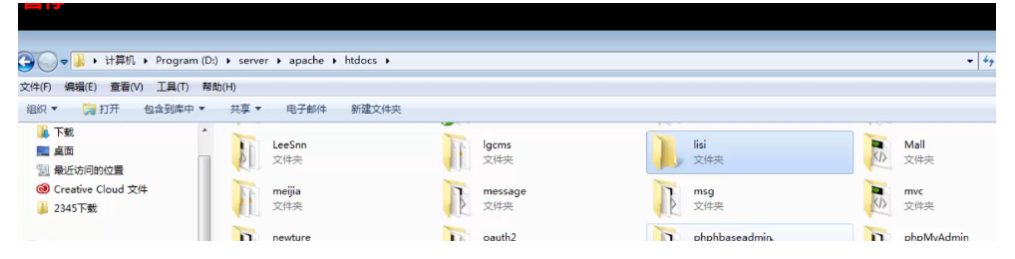 暂停
计算机 ▸ Program (D:) ▸ server ▸ apache ▸ htdocs ▸
文件(F) 编辑(E) 查看(V) 工具(T) 帮助(H)
组织 ▾ 打开 包含到库中 ▾ 共享 ▾ 电子邮件 新建文件夹
下载
桌面
最近访问的位置
Creative Cloud 文件
2345下载
LeeSnn
文件夹
lgcms
文件夹
lisi
文件夹
Mall
文件夹
meijia
文件夹
message
文件夹
msg
文件夹
mvc
文件夹
newture
oauth2
phphbaseadmin
phpMyAdmin